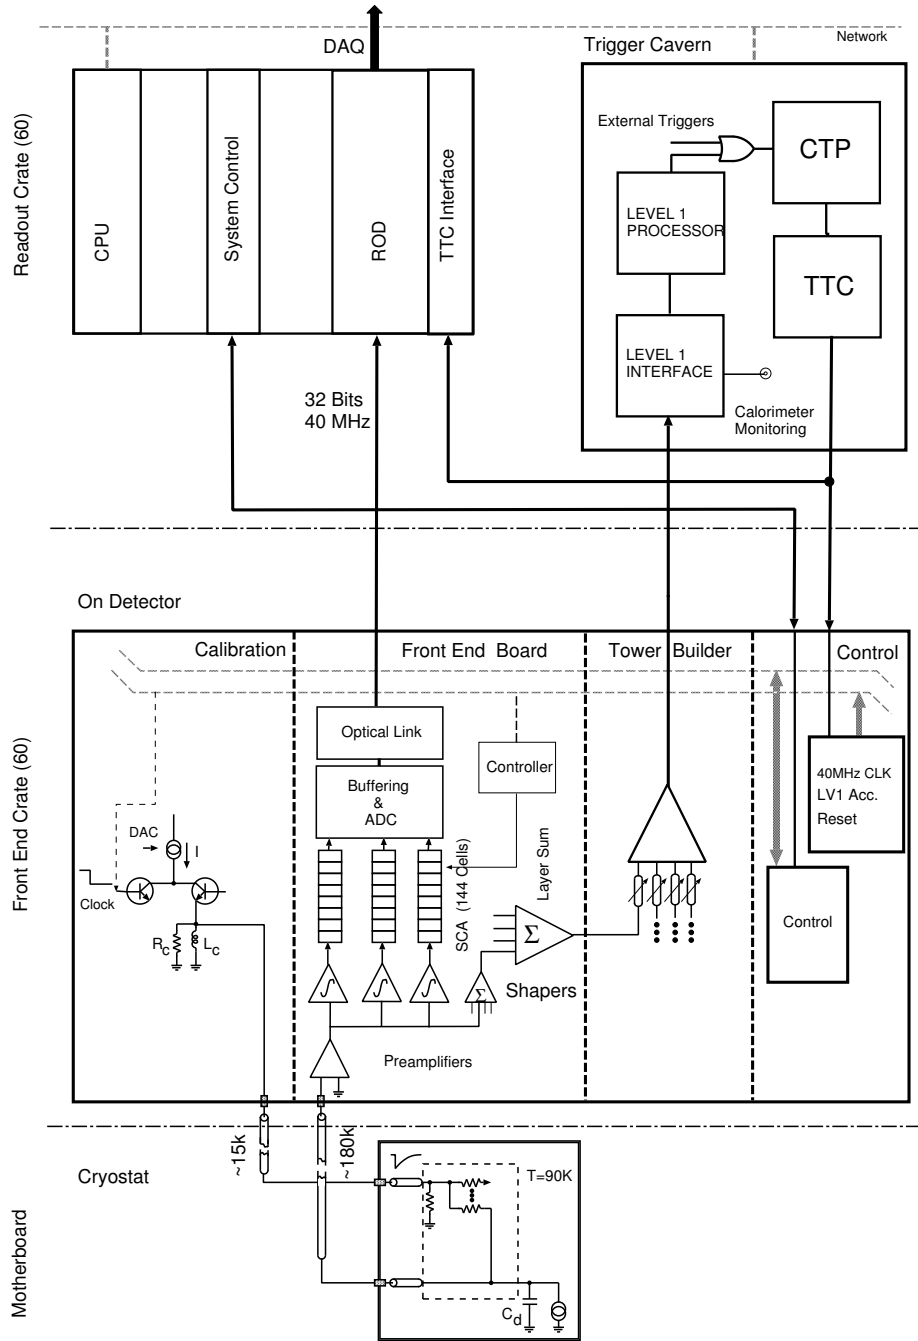 Network
DAQ
Trigger Cavern
Readout Crate (60)
CPU
System Control
ROD
TTC Interface
External Triggers
CTP
LEVEL 1
PROCESSOR
TTC
LEVEL 1
INTERFACE
Calorimeter
Monitoring
32 Bits
40 MHz
On Detector
Front End Crate (60)
Calibration
Front End Board
Tower Builder
Control
Optical Link
Controller
Buffering
&
ADC
40MHz CLK
LV1 Acc.
Reset
DAC
I
Clock
SCA (144 Cells)
Layer Sum
Σ
Control
Rc
Lc
Σ
Shapers
Preamplifiers
~15k
~180k
Cryostat
Motherboard
T=90K
Cd